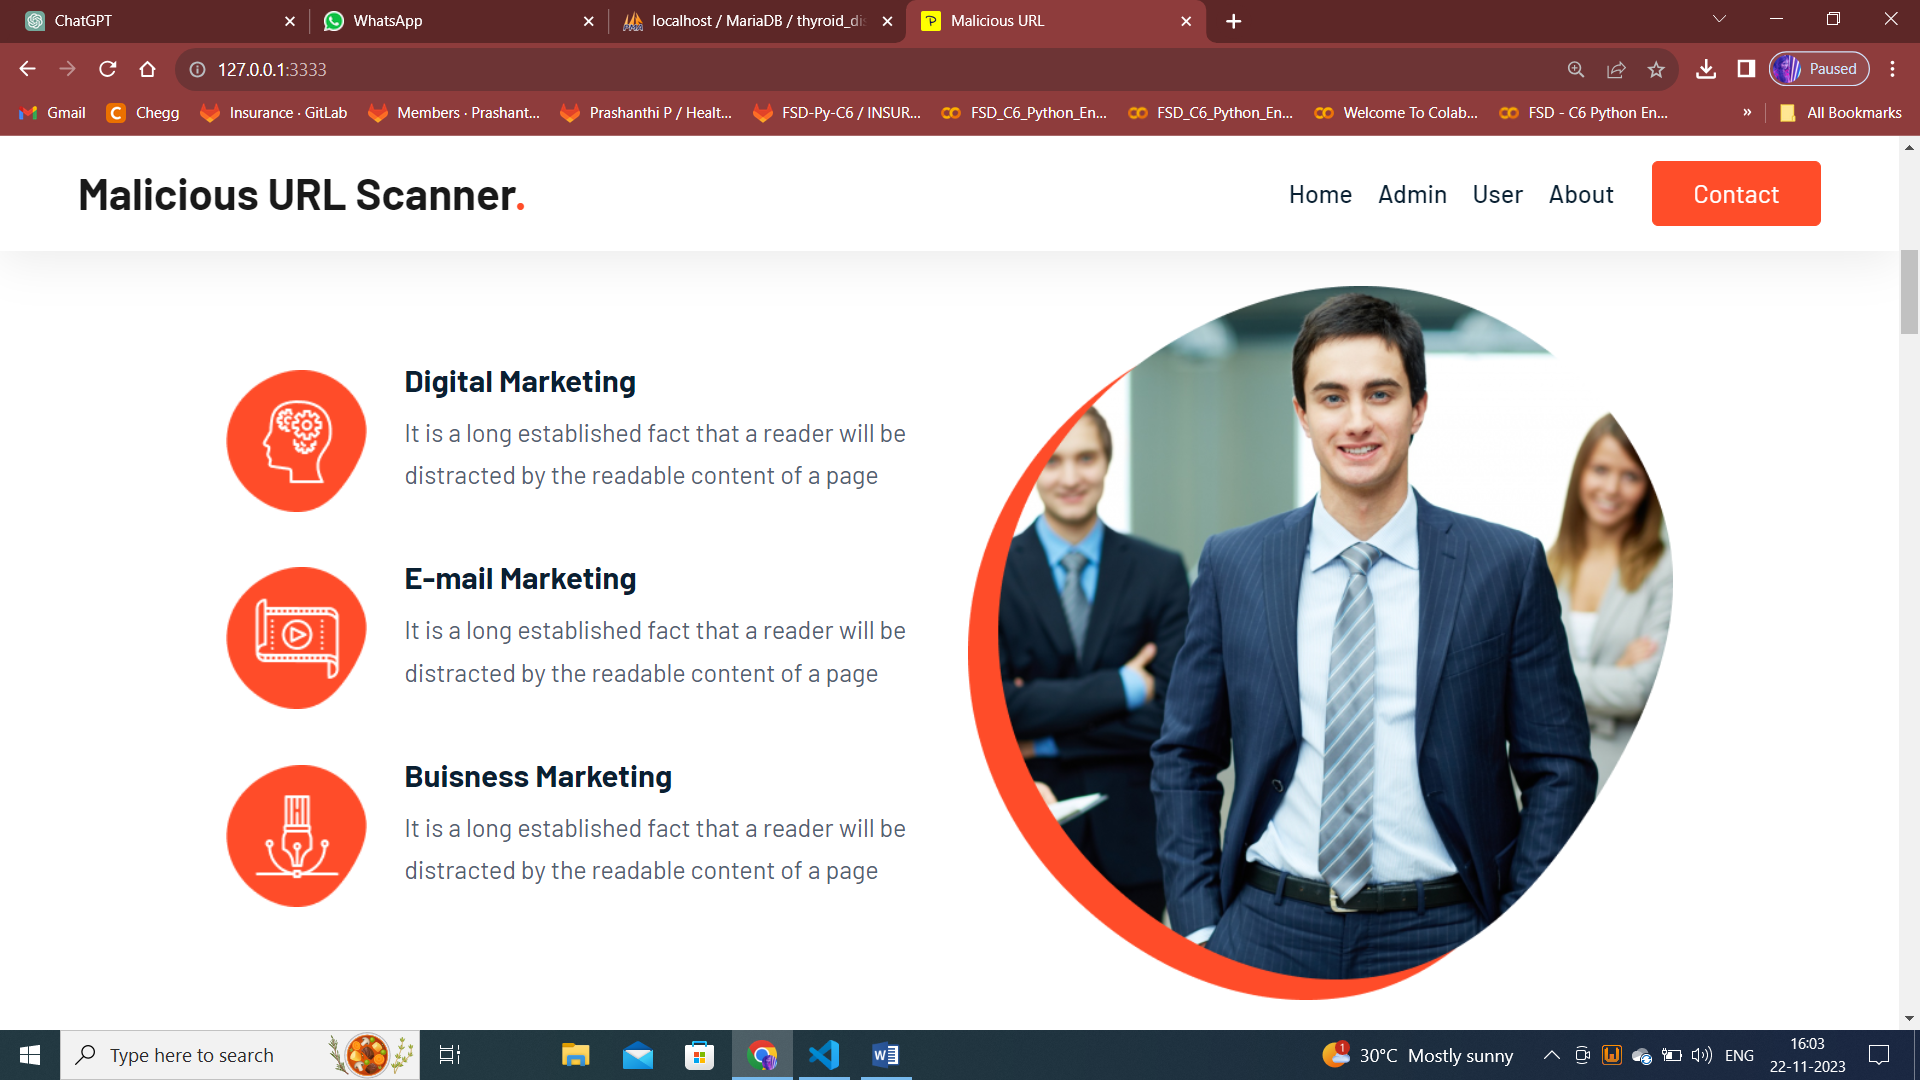 ChatGPT
WhatsApp
localhost / MariaDB / thyroid_di
Malicious URL
127.0.0.1:3333
Paused
Gmail
Chegg
Insurance · GitLab
Members · Prashant...
Prashanthi P / Healt...
FSD-Py-C6 / INSUR...
FSD_C6_Python_En...
FSD_C6_Python_En...
Welcome To Colab...
FSD - C6 Python En...
»
All Bookmarks
Malicious URL Scanner.
Home
Admin
User
About
Contact
Digital Marketing
It is a long established fact that a reader will be
distracted by the readable content of a page
E-mail Marketing
It is a long established fact that a reader will be
distracted by the readable content of a page
Buisness Marketing
It is a long established fact that a reader will be
distracted by the readable content of a page
Type here to search
1
30°C Mostly sunny
ENG
16:03
22-11-2023